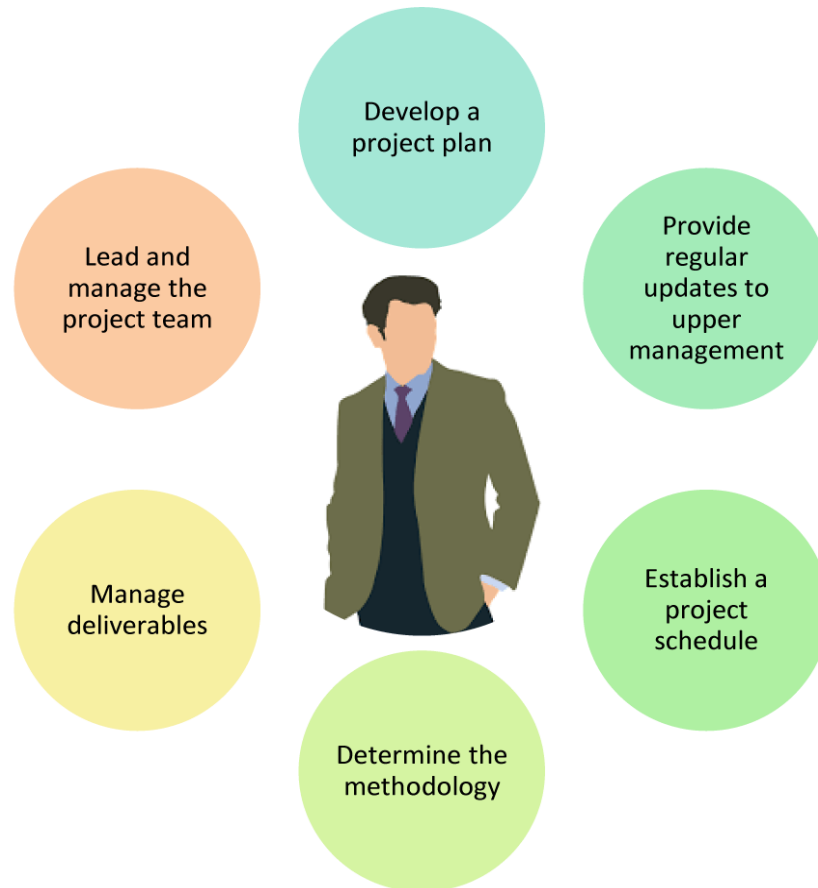 Develop a
project plan
Provide
regular
updates to
upper
management
Establish a
project
schedule
Determine the
methodology
Manage
deliverables
Lead and
manage the
project team